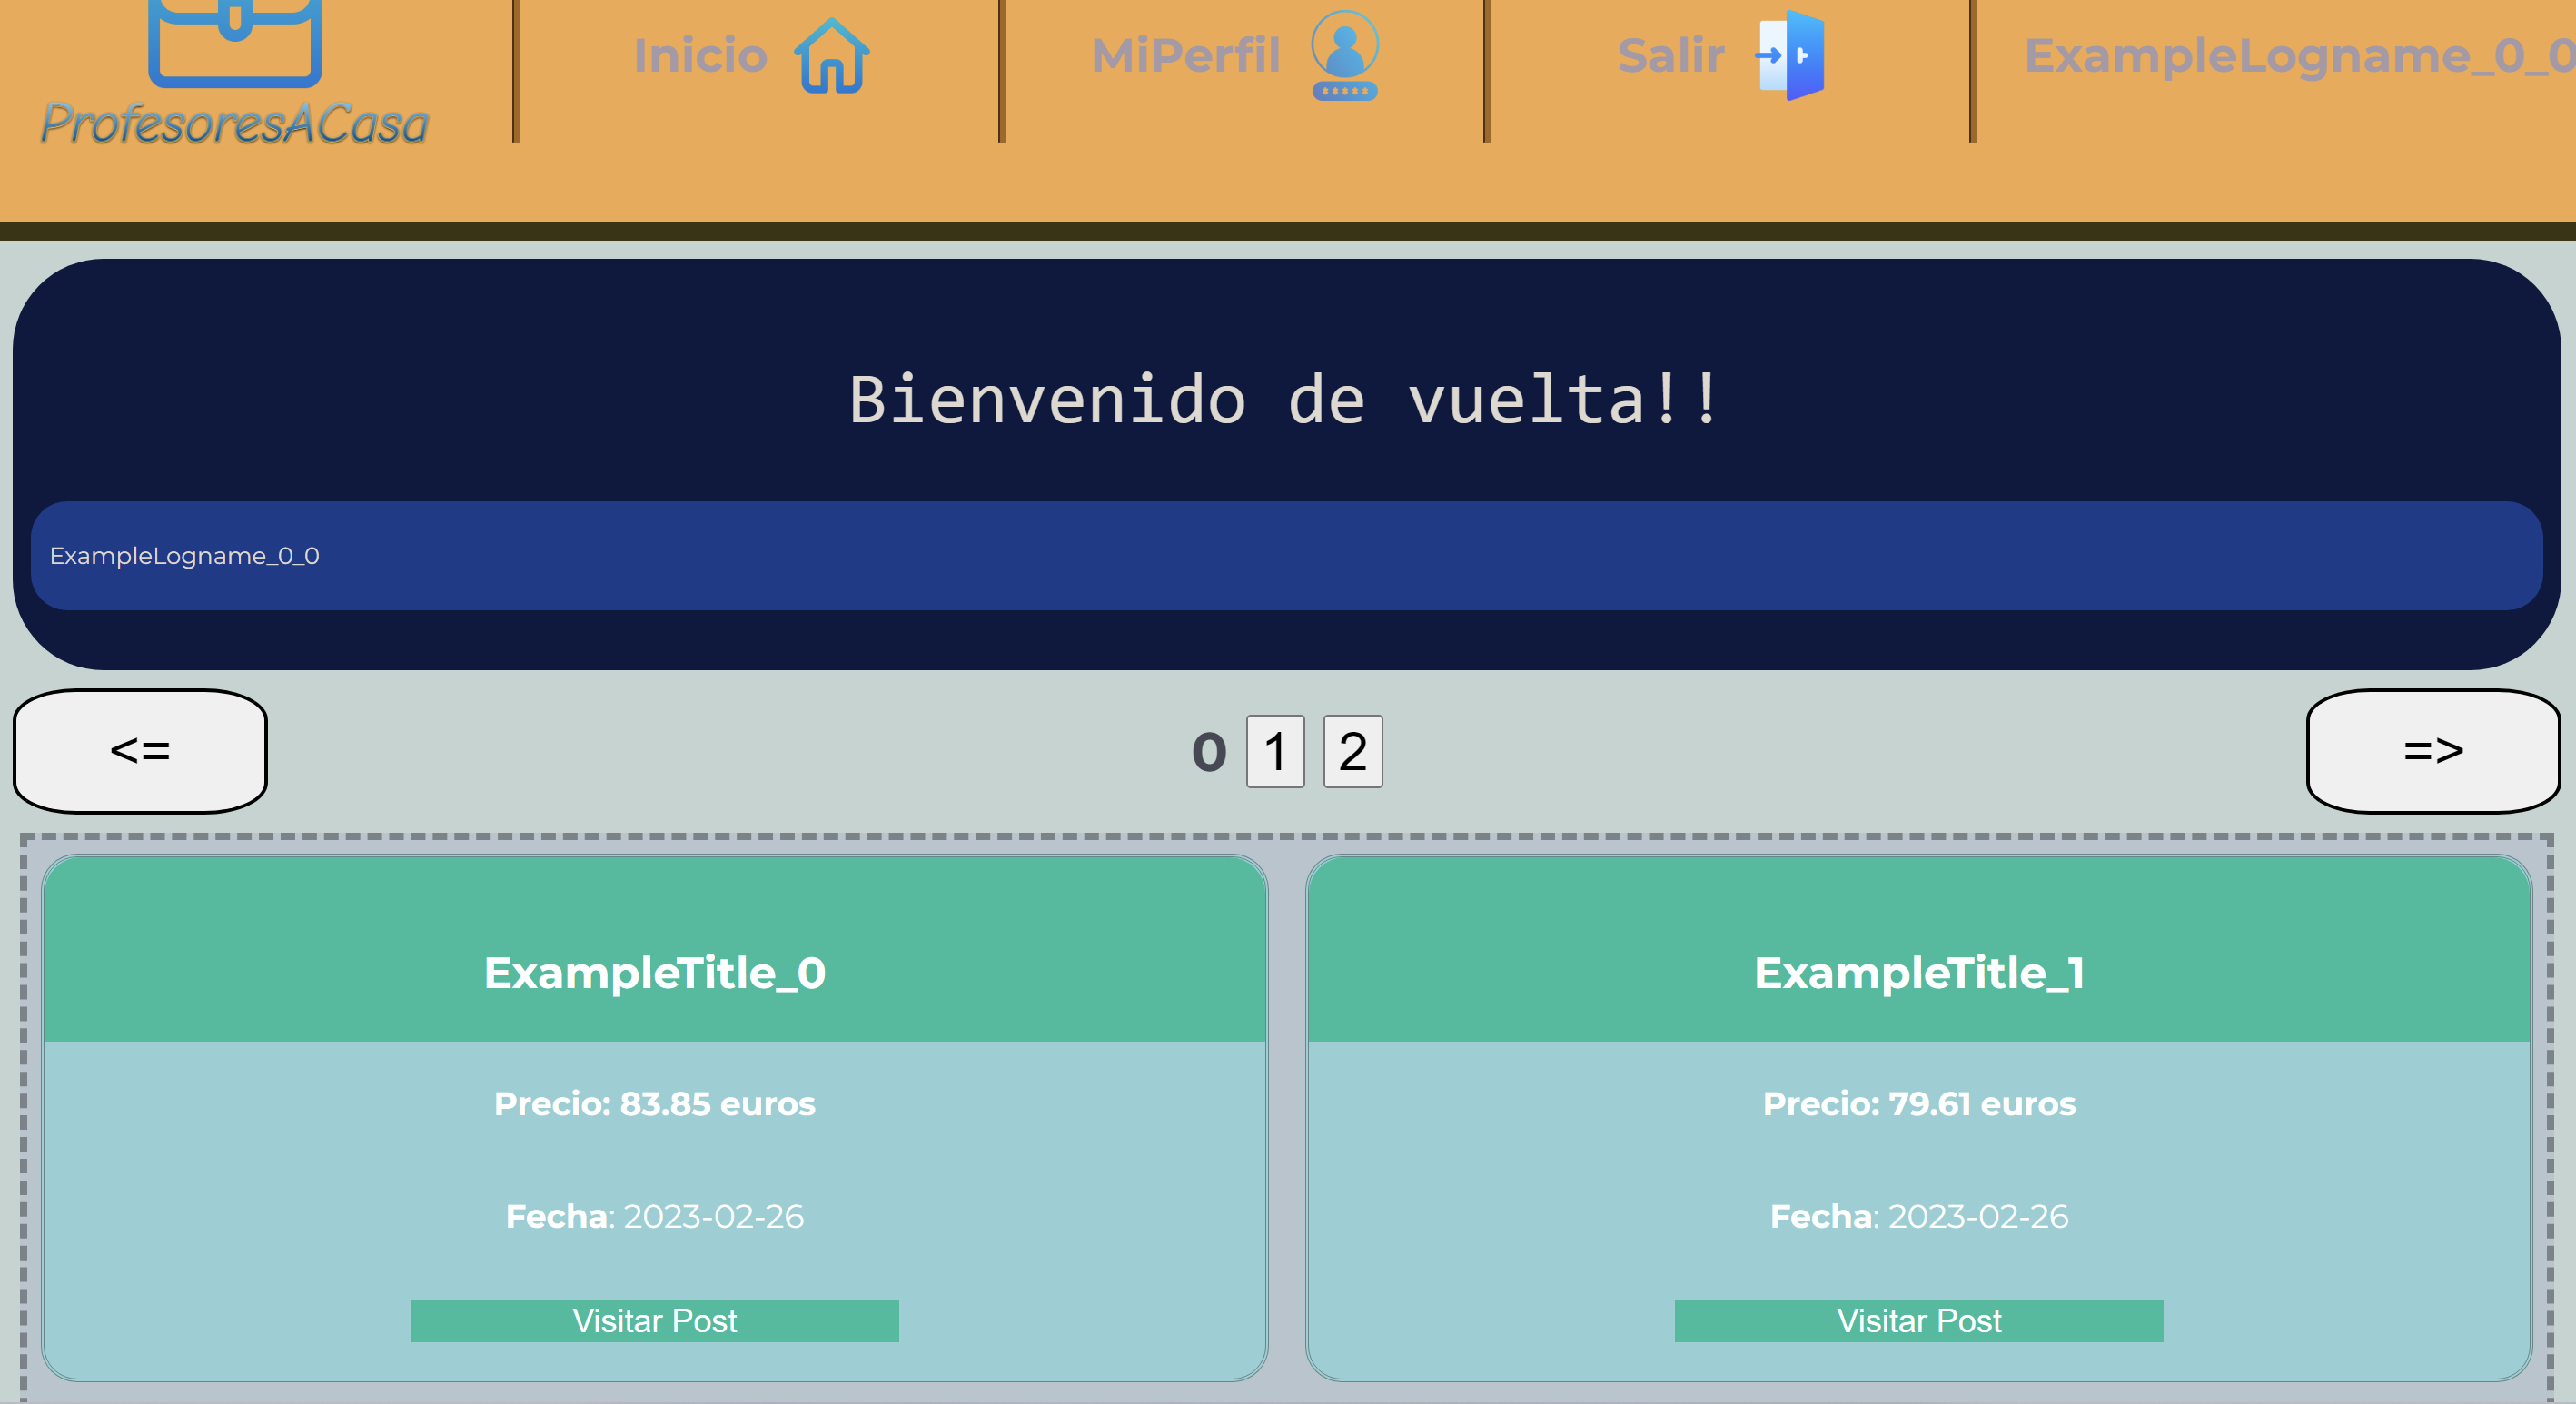 ProfesoresACasa
Inicio
MiPerfil
*****
Salir
ExampleLogname_0_0
Bienvenido de vuelta!!
ExampleLogname_0_0
<=
0 1 2
=>
ExampleTitle_0
Precio: 83.85 euros
Fecha: 2023-02-26
Visitar Post
ExampleTitle_1
Precio: 79.61 euros
Fecha: 2023-02-26
Visitar Post